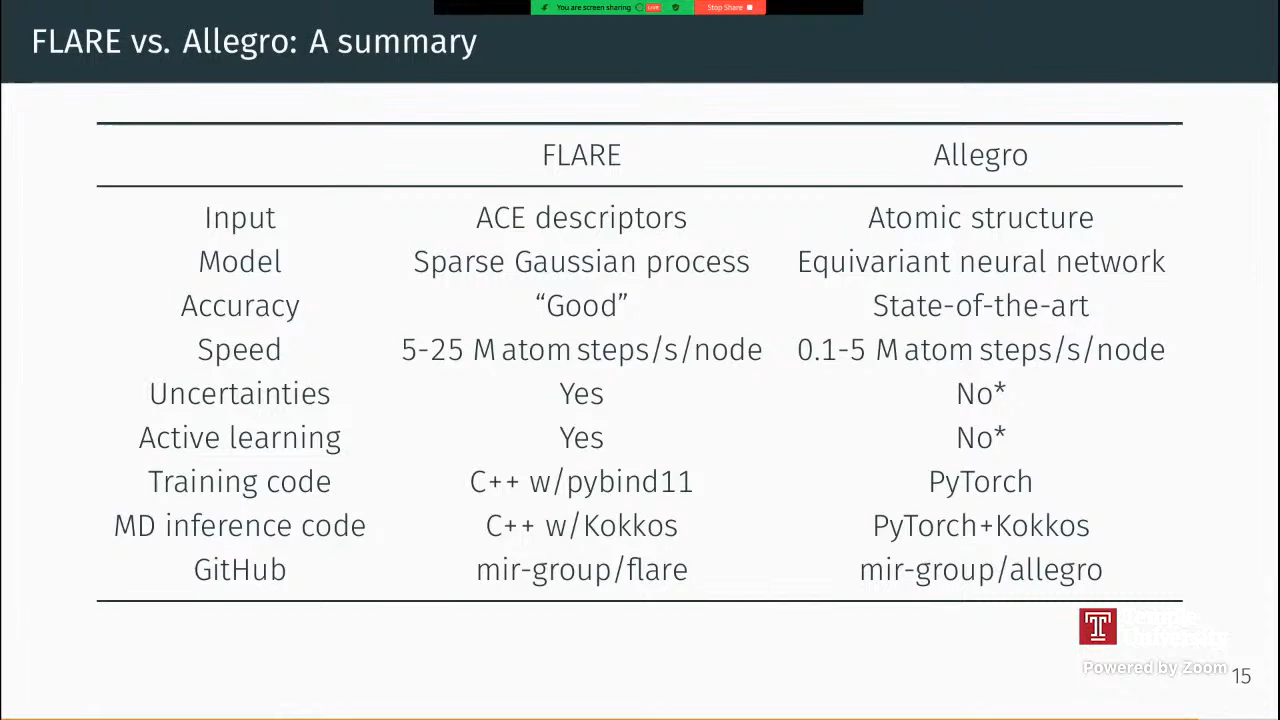 You are screen sharing LIVE Stop Share
FLARE vs. Allegro: A summary
FLARE Allegro
Input ACE descriptors Atomic structure
Model Sparse Gaussian process Equivariant neural network
Accuracy “Good” State-of-the-art
Speed 5-25 M atom steps/s/node 0.1-5 M atom steps/s/node
Uncertainties Yes No*
Active learning Yes No*
Training code C++ w/pybind11 PyTorch
MD inference code C++ w/Kokkos PyTorch+Kokkos
GitHub mir-group/flare mir-group/allegro
Temple
University
Powered by Zoom
15